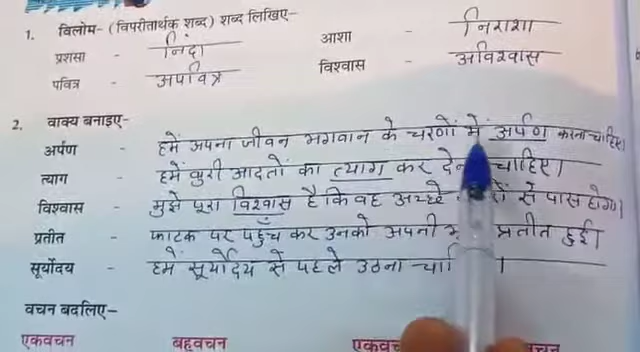 1. विलोम- (विपरीतार्थक शब्द) शब्द लिखिए-
प्रशसा - निंदा आशा - निराशा
पवित्र - अपवित्र विश्वास - अविश्वास
2. वाक्य बनाइए-
अर्पण - हमें अपना जीवन भगवान के चरणों में अर्पण करना चाहिए।
त्याग - हमें बुरी आदतों का त्याग कर चाहिए।
विश्वास - मुझे पूरा विश्वास है कि वह अच्छे से पास होगा।
प्रतीत - फाटक पर पहुँच कर उनको अपनी प्रतीत हुई।
सूर्योदय - हमें सूर्योदय से पहले उठना
वचन बदलिए-
एकवचन बहुवचन